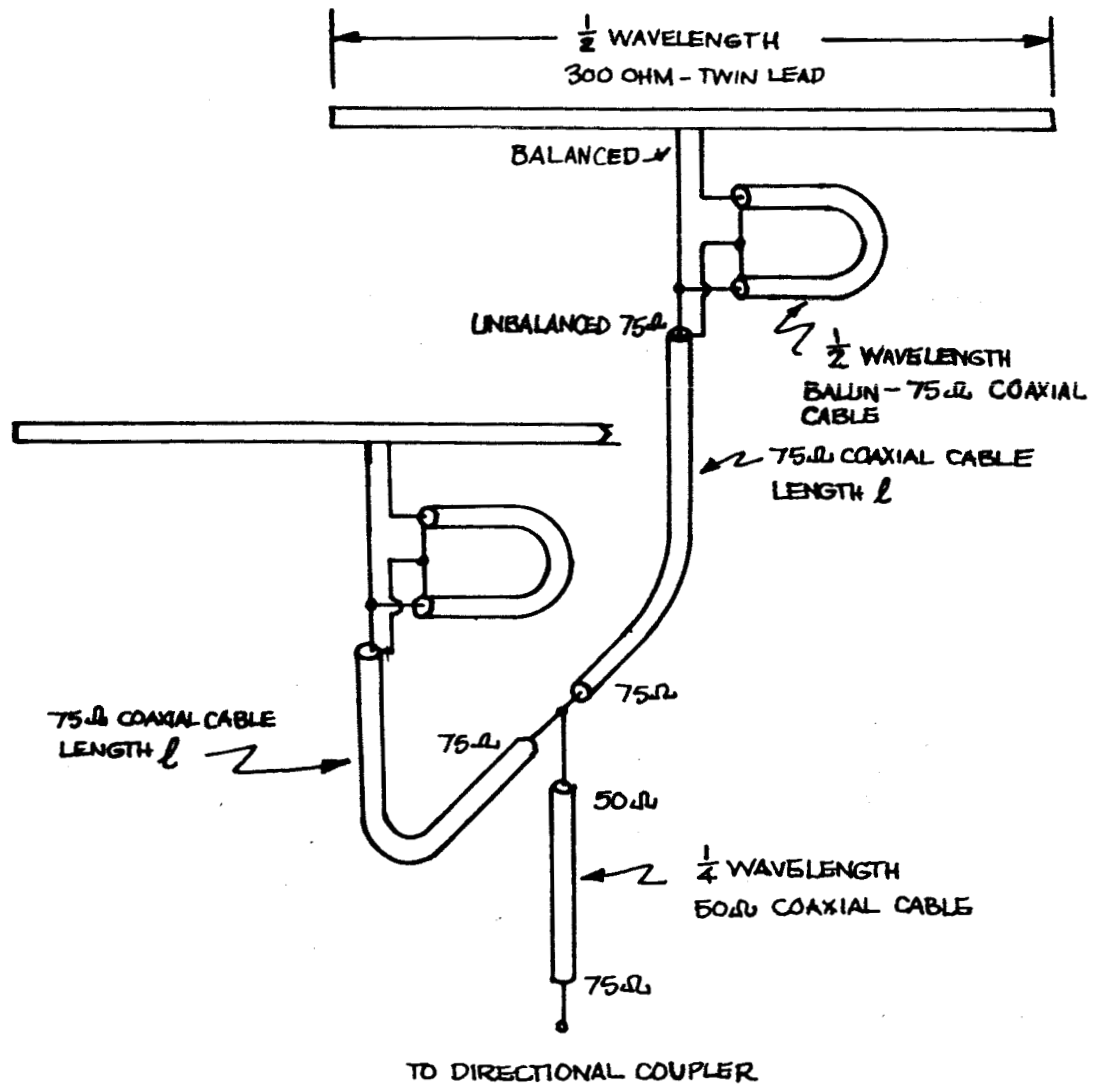 1/2 WAVELENGTH
300 OHM - TWIN LEAD
BALANCED
UNBALANCED 75Ω
1/2 WAVELENGTH
BALUN - 75Ω COAXIAL
CABLE
75Ω COAXIAL CABLE
LENGTH ℓ
75Ω
75Ω COAXIAL CABLE
LENGTH ℓ
75Ω
50Ω
1/4 WAVELENGTH
50Ω COAXIAL CABLE
75Ω
TO DIRECTIONAL COUPLER